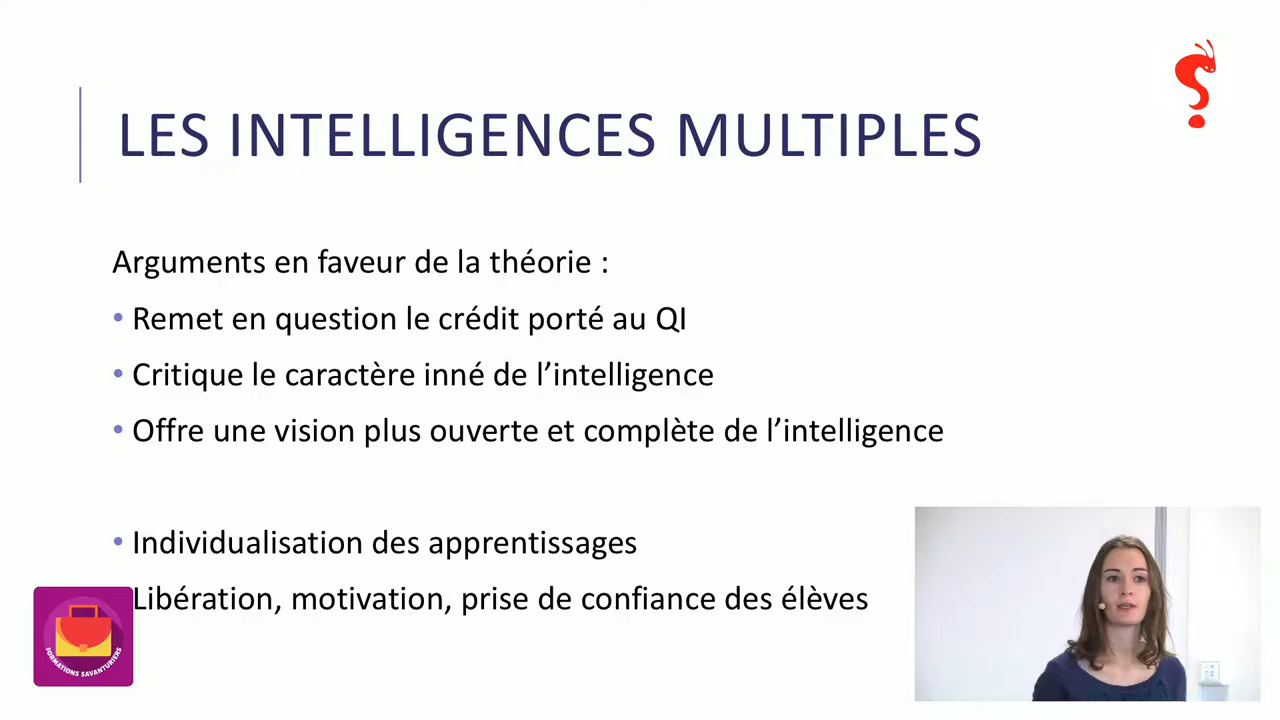 LES INTELLIGENCES MULTIPLES
Arguments en faveur de la théorie :
• Remet en question le crédit porté au QI
• Critique le caractère inné de l’intelligence
• Offre une vision plus ouverte et complète de l’intelligence
• Individualisation des apprentissages
Libération, motivation, prise de confiance des élèves
FORMATIONS SAVANTURIERS